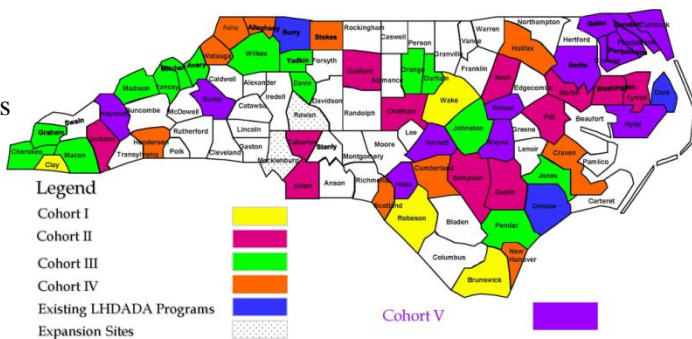 Ashe
Alleghany
Surry
Stokes
Rockingham
Caswell
Person
Granville
Vance
Warren
Northampton
Gates
Currituck
Hertford
Halifax
Watauga
Wilkes
Yadkin
Forsyth
Guilford
Orange
Durham
Franklin
Nash
Edgecombe
Bertie
Mitchell
Avery
Caldwell
Alexander
Davie
Iredell
Davidson
Alamance
Wake
Wilson
Martin
Washington
Tyrrell
Dare
Madison
Yancey
Burke
Catawba
Rowan
Randolph
Chatham
Johnston
Pitt
Beaufort
Hyde
S
Swain
Haywood
Buncombe
McDowell
Lincoln
Cabarrus
Stanly
Montgomery
Moore
Lee
Harnett
Wayne
Greene
Lenoir
Craven
Pamlico
Graham
Cherokee
Clay
Macon
Jackson
Transylvania
Henderson
Polk
Rutherford
Cleveland
Gaston
Mecklenburg
Union
Anson
Richmond
Scotland
Hoke
Cumberland
Sampson
Duplin
Jones
Onslow
Carteret
Robeson
Bladen
Pender
Columbus
Brunswick
New
Hanover
Legend
Cohort I
Cohort II
Cohort III
Cohort IV
Existing LHDADA Programs
Expansion Sites
Cohort V